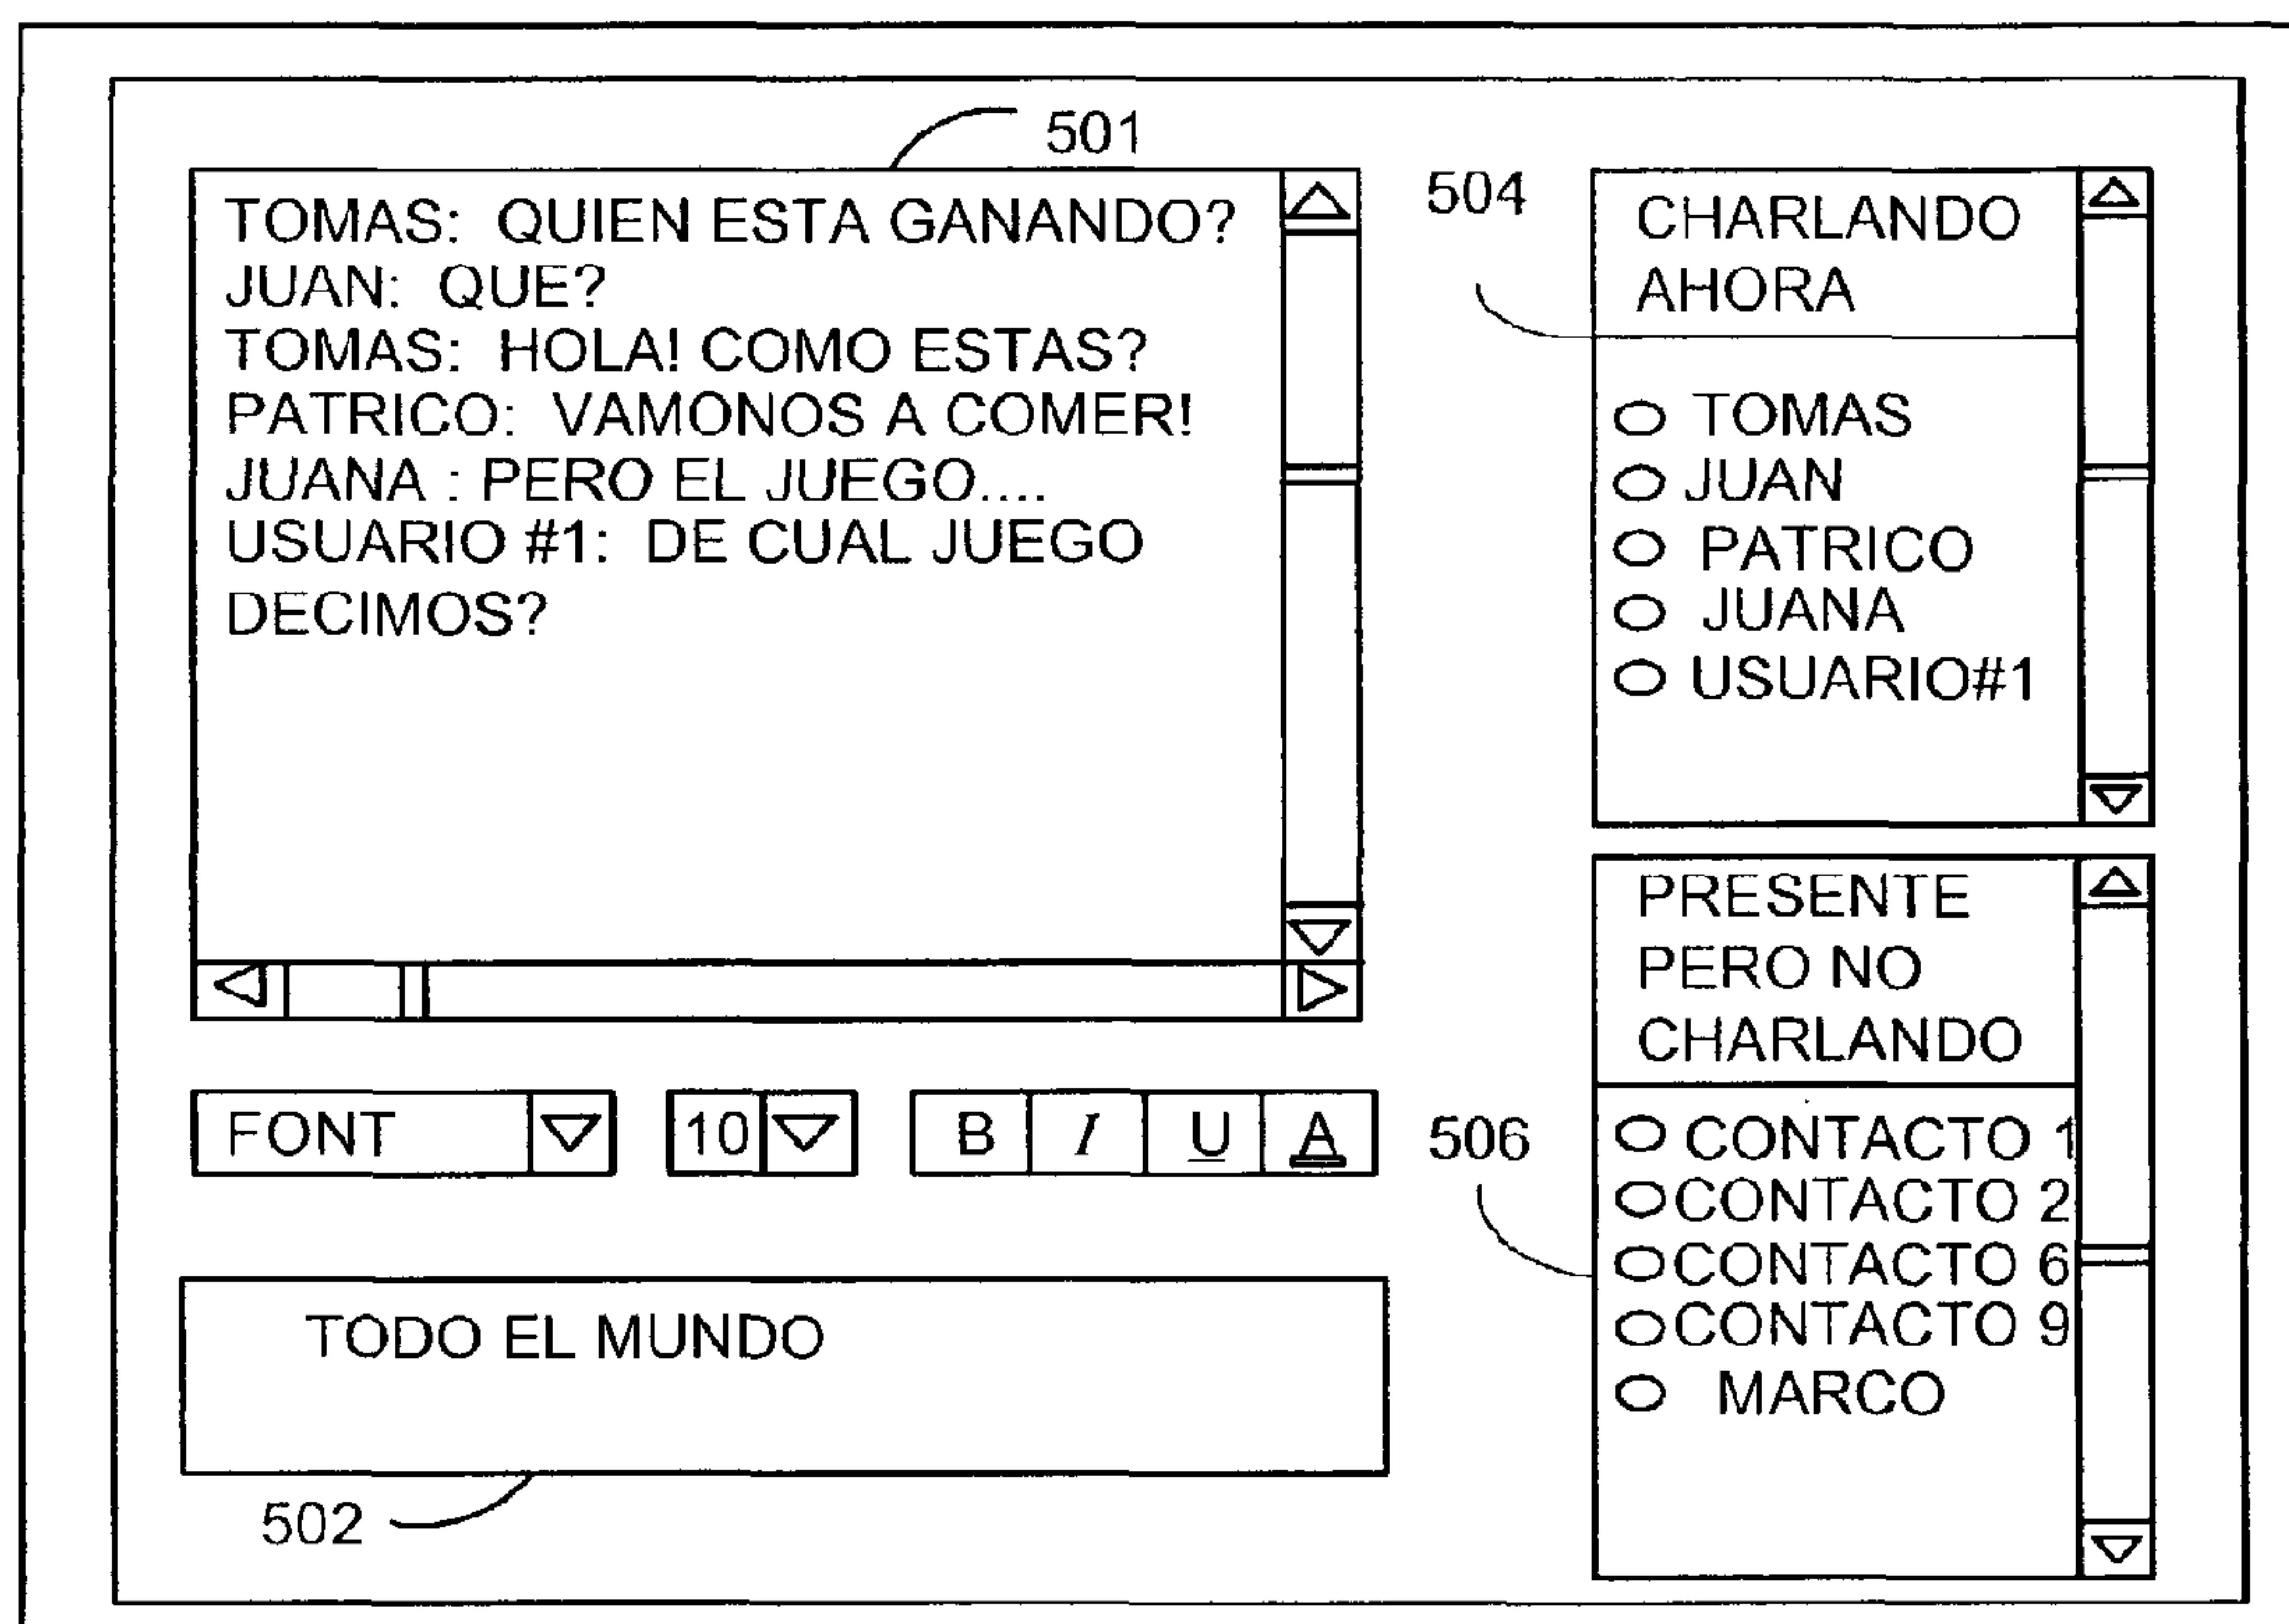 501
TOMAS: QUIEN ESTA GANANDO?
JUAN: QUE?
TOMAS: HOLA! COMO ESTAS?
PATRICO: VAMONOS A COMER!
JUANA : PERO EL JUEGO....
USUARIO #1: DE CUAL JUEGO
DECIMOS?
FONT
10
B I U A
TODO EL MUNDO
502
504
CHARLANDO
AHORA
TOMAS
JUAN
PATRICO
JUANA
USUARIO#1
PRESENTE
PERO NO
CHARLANDO
506
CONTACTO 1
CONTACTO 2
CONTACTO 6
CONTACTO 9
MARCO